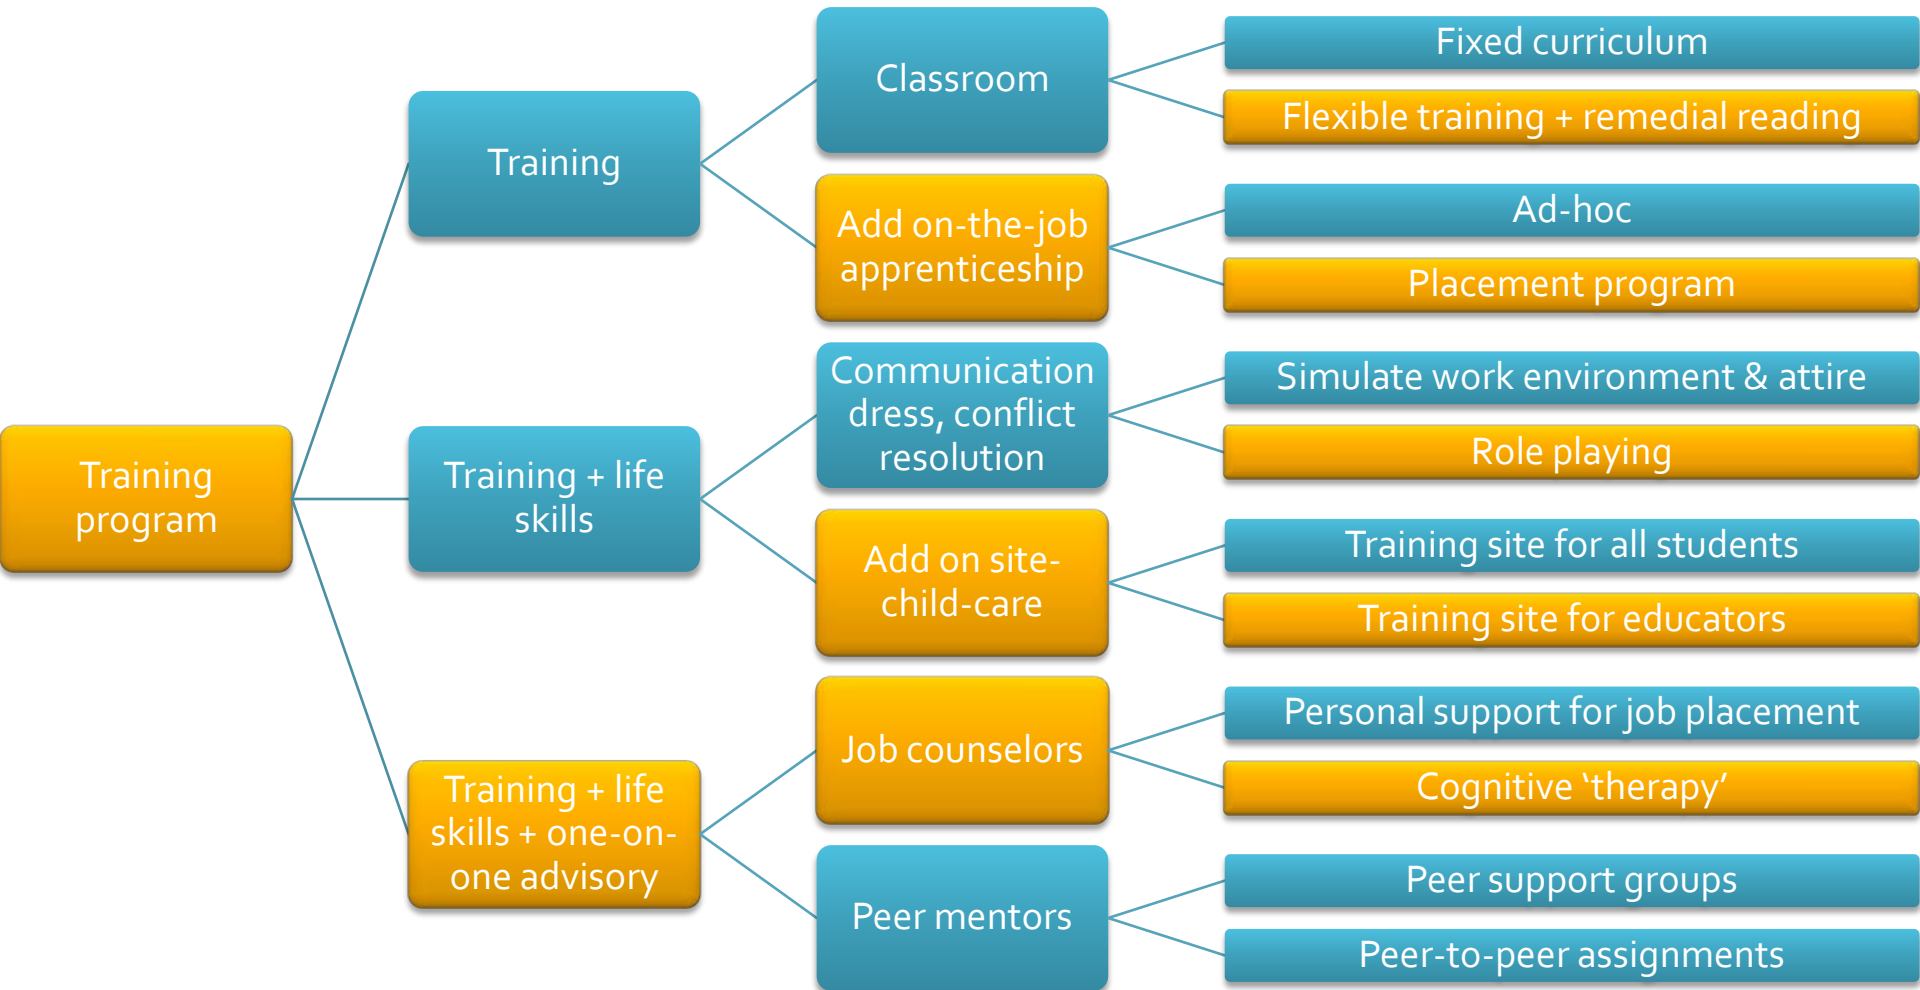 Training
program
Training
Training + life
skills
Training + life
skills + one-on-
one advisory
Classroom
Add on-the-job
apprenticeship
Communication
dress, conflict
resolution
Add on site-
child-care
Job counselors
Peer mentors
Fixed curriculum
Flexible training + remedial reading
Ad-hoc
Placement program
Simulate work environment & attire
Role playing
Training site for all students
Training site for educators
Personal support for job placement
Cognitive ‘therapy’
Peer support groups
Peer-to-peer assignments